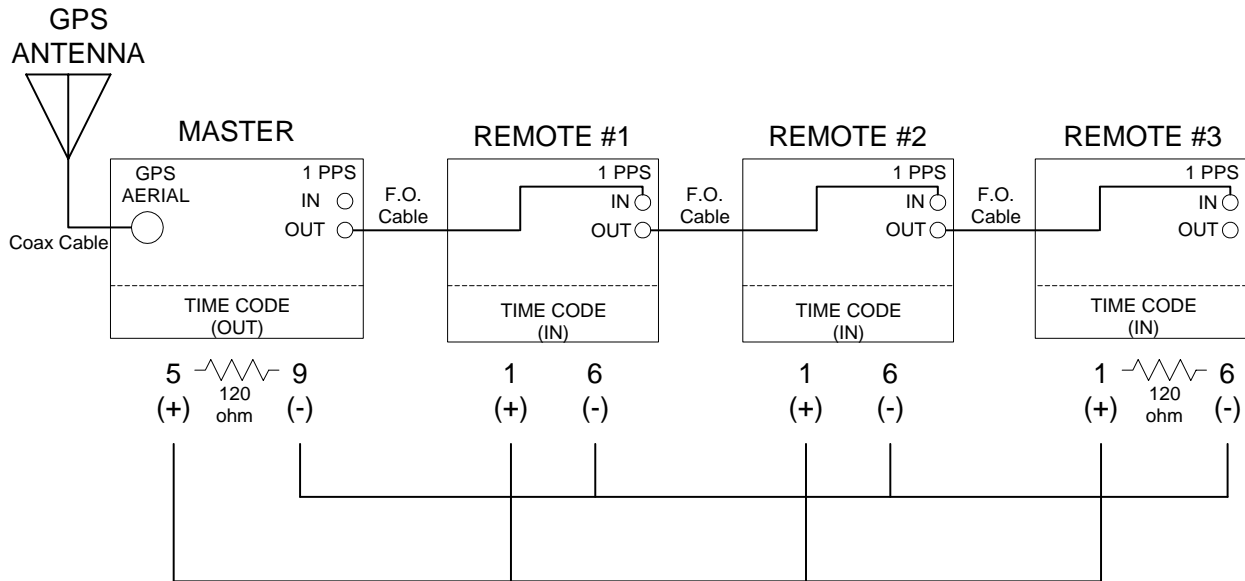 GPS
ANTENNA
Coax Cable
MASTER
GPS
AERIAL
1 PPS
IN
OUT
TIME CODE
(OUT)
F.O.
Cable
REMOTE #1
1 PPS
IN
OUT
TIME CODE
(IN)
F.O.
Cable
REMOTE #2
1 PPS
IN
OUT
TIME CODE
(IN)
F.O.
Cable
REMOTE #3
1 PPS
IN
OUT
TIME CODE
(IN)
5 9
(+) 120 (-)
ohm
1 6
(+) (-)
1 6
(+) (-)
1 6
(+) 120 (-)
ohm